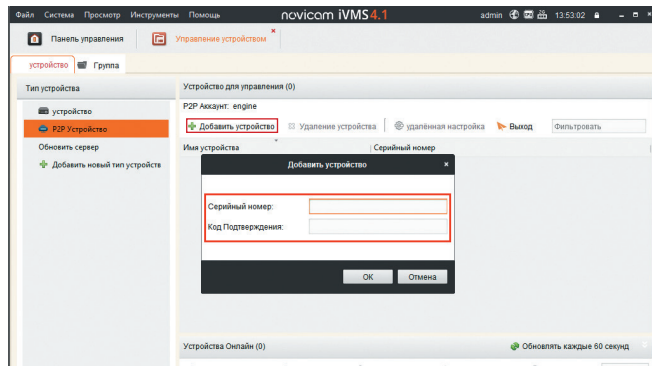 Файл Система Просмотр Инструменты Помощь novicam iVMS4.1 admin 13:53:02
Панель управления Управление устройством
устройство Группа
Тип устройства
устройство
P2P Устройство
Обновить сервер
Добавить новый тип устройств
Устройство для управления (0)
P2P Аккаунт: engine
Добавить устройство Удаление устройства удалённая настройка Выход Фильтровать
Имя устройства Серийный номер
Добавить устройство
Серийный номер:
Код Подтверждения:
OK Отмена
Устройства Онлайн (0) Обновлять каждые 60 секунд